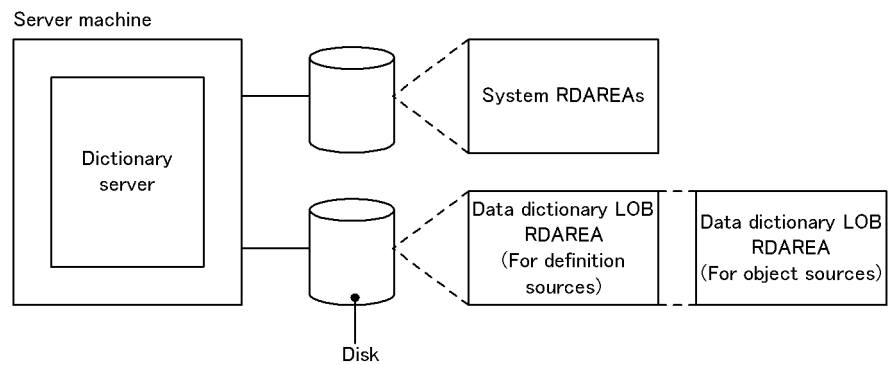 Server machine
System RDAREAs
Dictionary
server
Data dictionary LOB
RDAREA
(For definition
sources)
Data dictionary LOB
RDAREA
(For object sources)
Disk